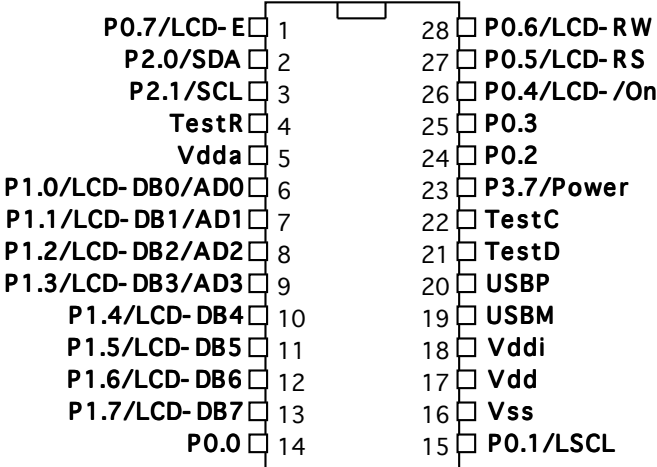 P0.7/LCD-E 1 28 P0.6/LCD-RW
P2.0/SDA 2 27 P0.5/LCD-RS
P2.1/SCL 3 26 P0.4/LCD-/On
TestR 4 25 P0.3
Vdda 5 24 P0.2
P1.0/LCD-DB0/AD0 6 23 P3.7/Power
P1.1/LCD-DB1/AD1 7 22 TestC
P1.2/LCD-DB2/AD2 8 21 TestD
P1.3/LCD-DB3/AD3 9 20 USBP
P1.4/LCD-DB4 10 19 USBM
P1.5/LCD-DB5 11 18 Vddi
P1.6/LCD-DB6 12 17 Vdd
P1.7/LCD-DB7 13 16 Vss
P0.0 14 15 P0.1/LSCL